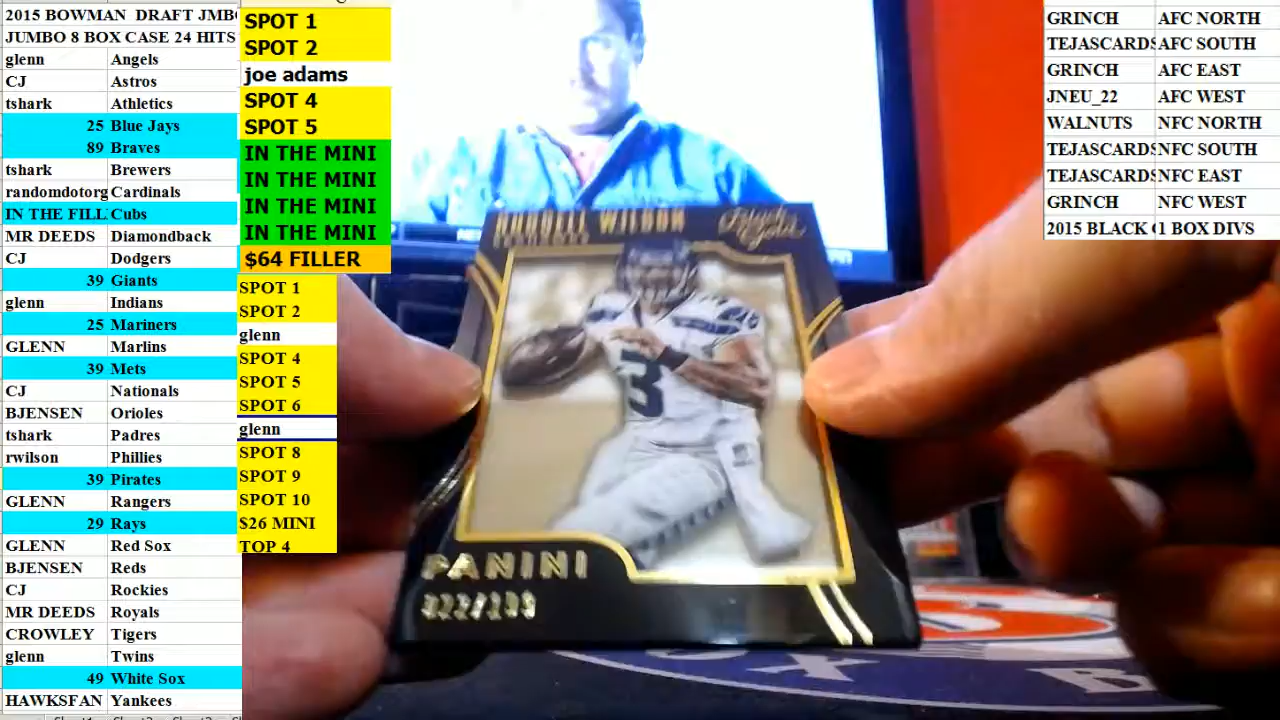 2015 BOWMAN DRAFT JMB
JUMBO 8 BOX CASE 24 HITS
glenn Angels
CJ Astros
tshark Athletics
25 Blue Jays
89 Braves
tshark Brewers
randomdotorg Cardinals
IN THE FILL Cubs
MR DEEDS Diamondback
CJ Dodgers
39 Giants
glenn Indians
25 Mariners
GLENN Marlins
39 Mets
CJ Nationals
BJENSEN Orioles
tshark Padres
rwilson Phillies
39 Pirates
GLENN Rangers
29 Rays
GLENN Red Sox
BJENSEN Reds
CJ Rockies
MR DEEDS Royals
CROWLEY Tigers
glenn Twins
49 White Sox
HAWKSFAN Yankees
SPOT 1
SPOT 2
joe adams
SPOT 4
SPOT 5
IN THE MINI
IN THE MINI
IN THE MINI
IN THE MINI
$64 FILLER
SPOT 1
SPOT 2
glenn
SPOT 4
SPOT 5
SPOT 6
glenn
SPOT 8
SPOT 9
SPOT 10
$26 MINI
TOP 4
WILSON
PANINI
3
GRINCH AFC NORTH
TEJASCARDS AFC SOUTH
GRINCH AFC EAST
JNEU_22 AFC WEST
WALNUTS NFC NORTH
TEJASCARDS NFC SOUTH
TEJASCARDS NFC EAST
GRINCH NFC WEST
2015 BLACK 1 BOX DIVS